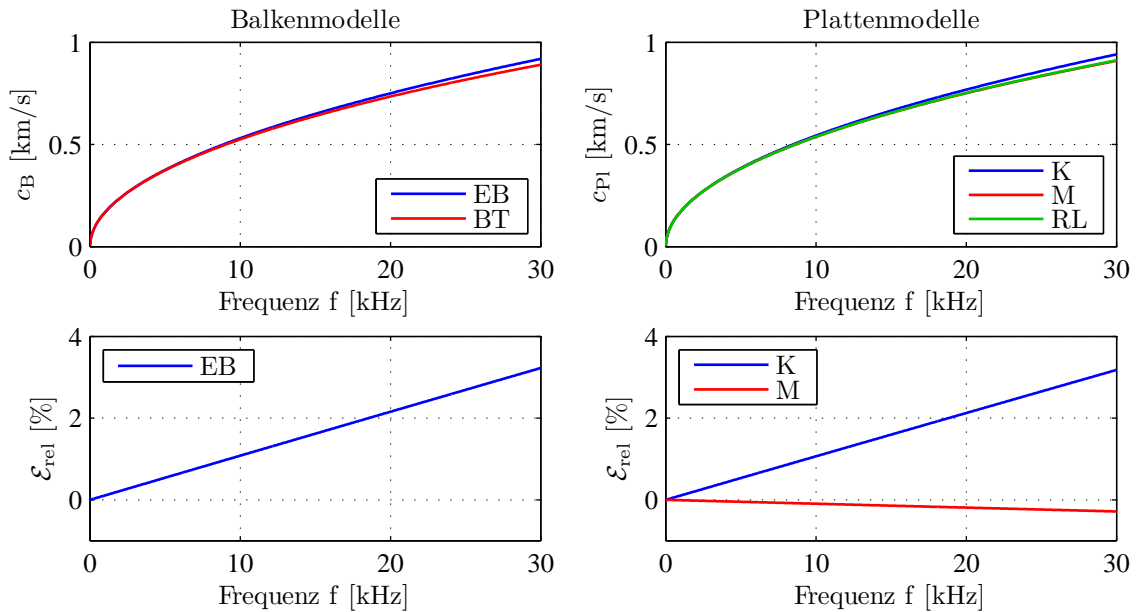 Balkenmodelle
c_B [km/s]
1
0.5
0
EB
BT
0 10 20 30
Frequenz f [kHz]
Plattenmodelle
c_Pl [km/s]
1
0.5
0
K
M
RL
0 10 20 30
Frequenz f [kHz]
ℰ_rel [%]
4
2
0
EB
0 10 20 30
Frequenz f [kHz]
ℰ_rel [%]
4
2
0
K
M
0 10 20 30
Frequenz f [kHz]